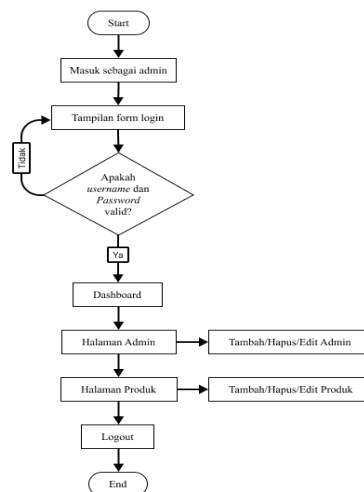 Start
Masuk sebagai admin
Tampilan form login
Tidak
Apakah
username dan
Password
valid?
Ya
Dashboard
Halaman Admin
Tambah/Hapus/Edit Admin
Halaman Produk
Tambah/Hapus/Edit Produk
Logout
End